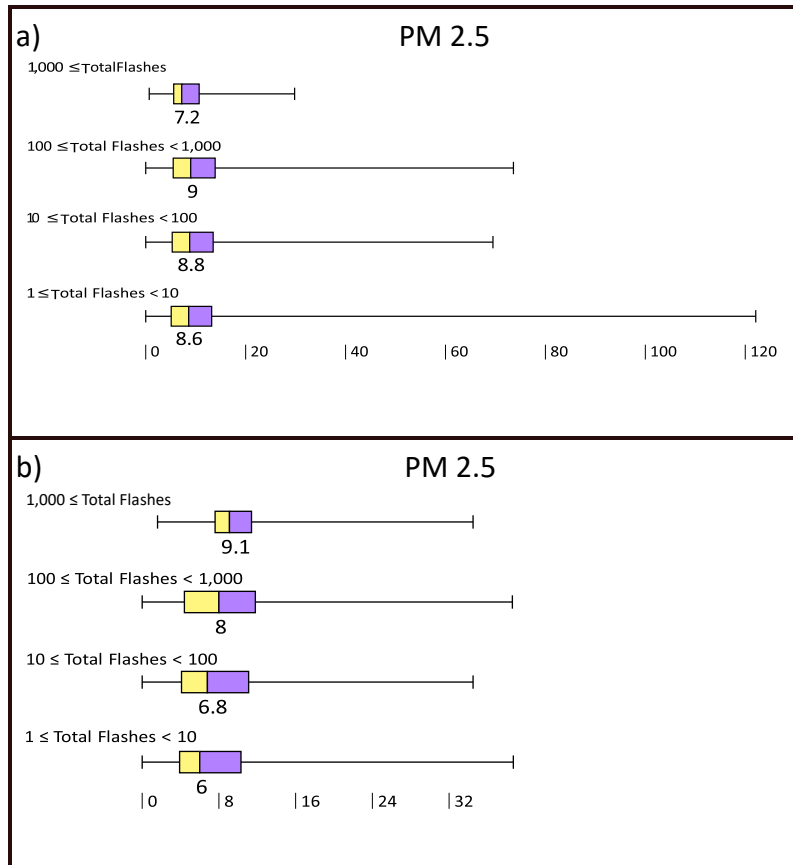 a)
PM 2.5
1,000 ≤TotalFlashes
7.2
100 ≤Total Flashes <1,000
9
10 ≤Total Flashes <100
8.8
1 ≤Total Flashes <10
8.6
|0 |20 |40 |60 |80 |100 |120
b)
PM 2.5
1,000 ≤ Total Flashes
9.1
100 ≤ Total Flashes < 1,000
8
10 ≤ Total Flashes < 100
6.8
1 ≤ Total Flashes < 10
6
|0 |8 |16 |24 |32